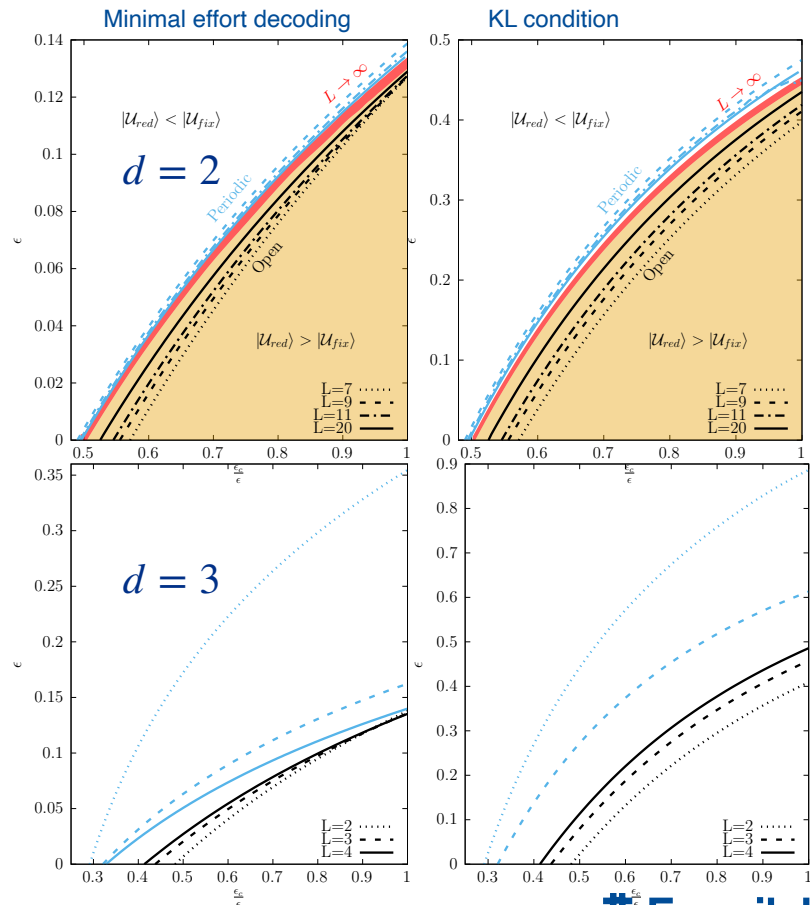 Minimal effort decoding
KL condition
0.14
0.12
0.1
0.08
0.06
0.04
0.02
0
ϵ
|𝒰_red⟩ < |𝒰_fix⟩
d = 2
L → ∞
Periodic
Open
|𝒰_red⟩ > |𝒰_fix⟩
L=7
L=9
L=11
L=20
0.5 0.6 0.7 0.8 0.9 1
ϵ_c/ϵ
0.5
0.4
0.3
0.2
0.1
0
ϵ
|𝒰_red⟩ < |𝒰_fix⟩
L → ∞
Periodic
Open
|𝒰_red⟩ > |𝒰_fix⟩
L=7
L=9
L=11
L=20
0.5 0.6 0.7 0.8 0.9 1
ϵ_c/ϵ
0.35
0.3
0.25
0.2
0.15
0.1
0.05
0
ϵ
d = 3
L=2
L=3
L=4
0.3 0.4 0.5 0.6 0.7 0.8 0.9 1
ϵ_c/ϵ
0.9
0.8
0.7
0.6
0.5
0.4
0.3
0.2
0.1
0
ϵ
L=2
L=3
L=4
0.3 0.4 0.5 0.6 0.7 0.8 0.9 1
ϵ_c/ϵ